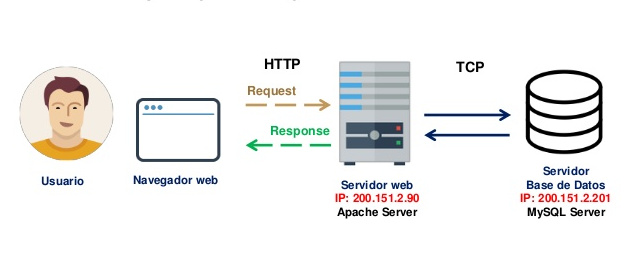 HTTP
TCP
Request
Response
Usuario
Navegador web
Servidor web
IP: 200.151.2.90
Apache Server
Servidor
Base de Datos
IP: 200.151.2.201
MySQL Server